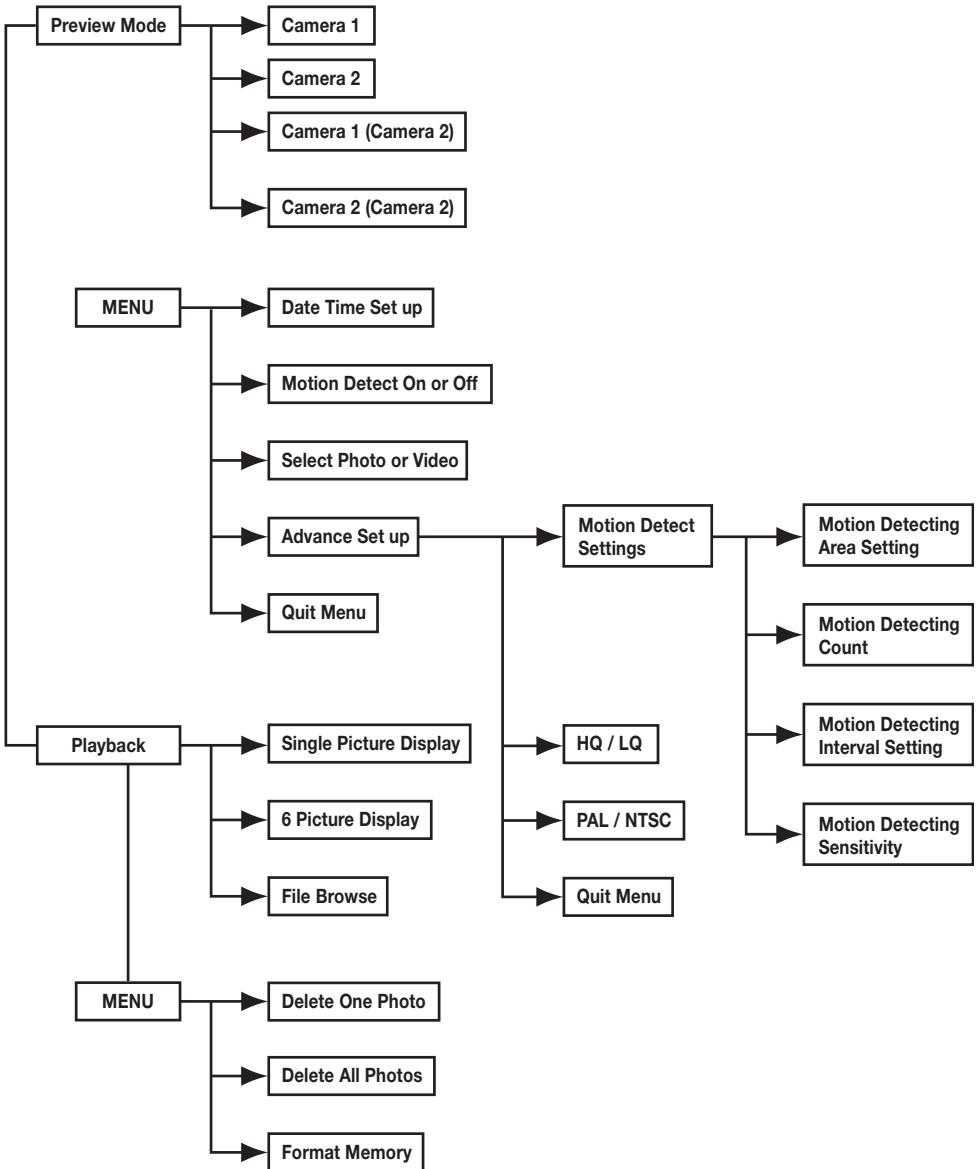 Preview Mode
Camera 1
Camera 2
Camera 1 (Camera 2)
Camera 2 (Camera 2)
MENU
Date Time Set up
Motion Detect On or Off
Select Photo or Video
Advance Set up
Motion Detect
Settings
Motion Detecting
Area Setting
Motion Detecting
Count
Motion Detecting
Interval Setting
Motion Detecting
Sensitivity
HQ / LQ
PAL / NTSC
Quit Menu
Quit Menu
Playback
Single Picture Display
6 Picture Display
File Browse
MENU
Delete One Photo
Delete All Photos
Format Memory